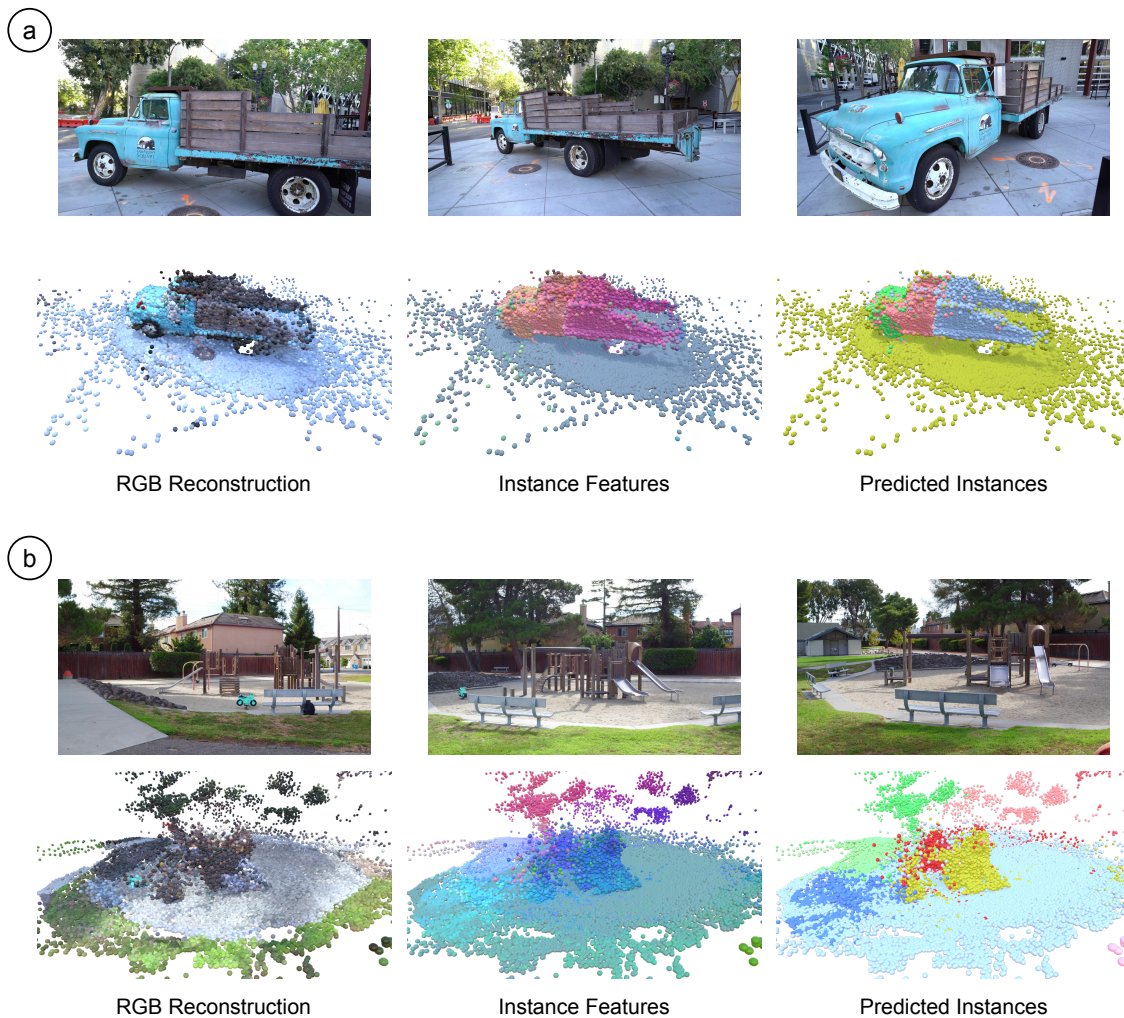 a
RGB Reconstruction
Instance Features
Predicted Instances
b
RGB Reconstruction
Instance Features
Predicted Instances